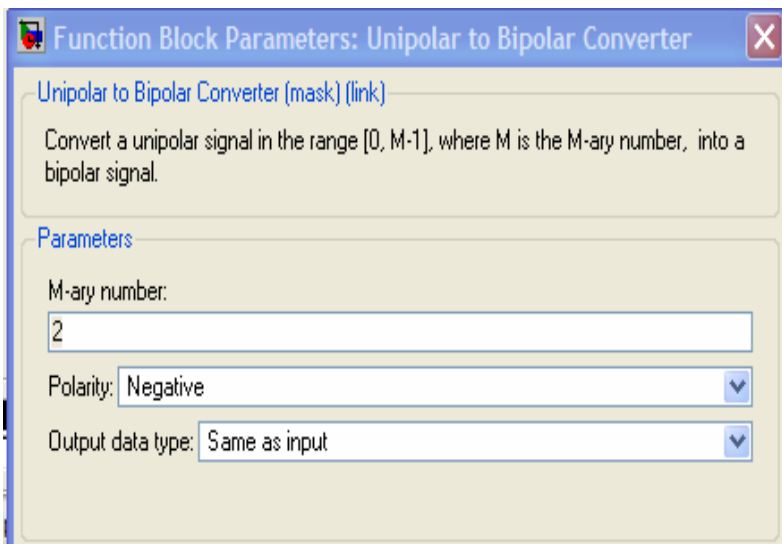 Function Block Parameters: Unipolar to Bipolar Converter
Unipolar to Bipolar Converter (mask) (link)
Convert a unipolar signal in the range [0, M-1], where M is the M-ary number,  into a
bipolar signal.
Parameters
M-ary number:
2
Polarity: Negative
Output data type: Same as input